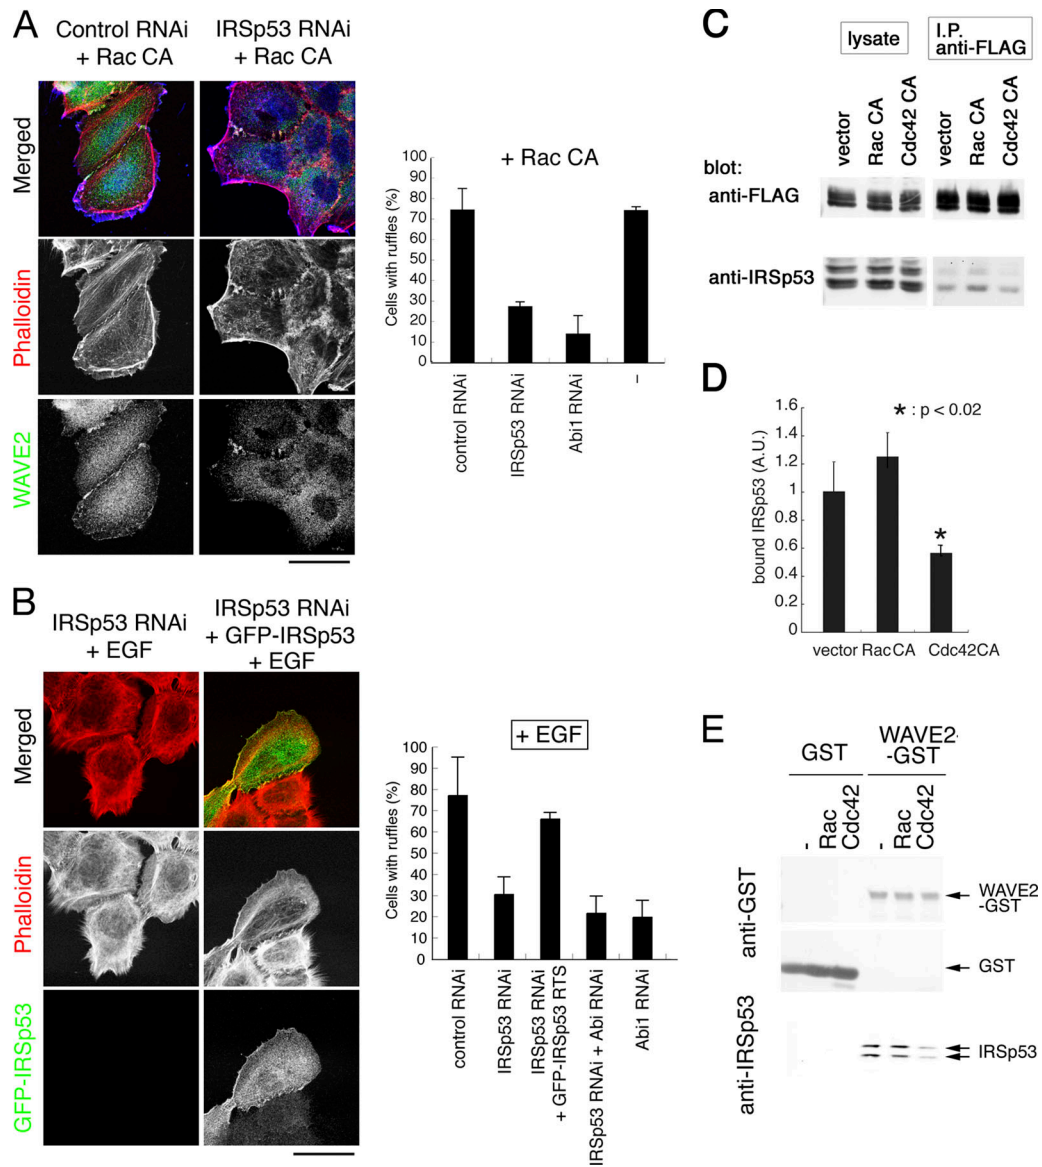 A
Control RNAi
+ Rac CA
IRSp53 RNAi
+ Rac CA
Merged
Phalloidin
WAVE2
+ Rac CA
Cells with ruffles (%)
100
90
80
70
60
50
40
30
20
10
0
control RNAi
IRSp53 RNAi
Abi1 RNAi
-
B
IRSp53 RNAi
+ EGF
IRSp53 RNAi
+ GFP-IRSp53
+ EGF
Merged
Phalloidin
GFP-IRSp53
+ EGF
Cells with ruffles (%)
100
90
80
70
60
50
40
30
20
10
0
control RNAi
IRSp53 RNAi
IRSp53 RNAi
+ GFP-IRSp53 RTS
IRSp53 RNAi + Abi RNAi
Abi1 RNAi
C
lysate
I.P.
anti-FLAG
vector
Rac CA
Cdc42 CA
vector
Rac CA
Cdc42 CA
blot:
anti-FLAG
anti-IRSp53
D
* : p < 0.02
bound IRSp53 (A.U.)
1.6
1.4
1.2
1
0.8
0.6
0.4
0.2
0
*
vector
Rac CA
Cdc42CA
E
GST
WAVE2
-GST
-
Rac
Cdc42
-
Rac
Cdc42
anti-GST
WAVE2
-GST
GST
anti-IRSp53
IRSp53